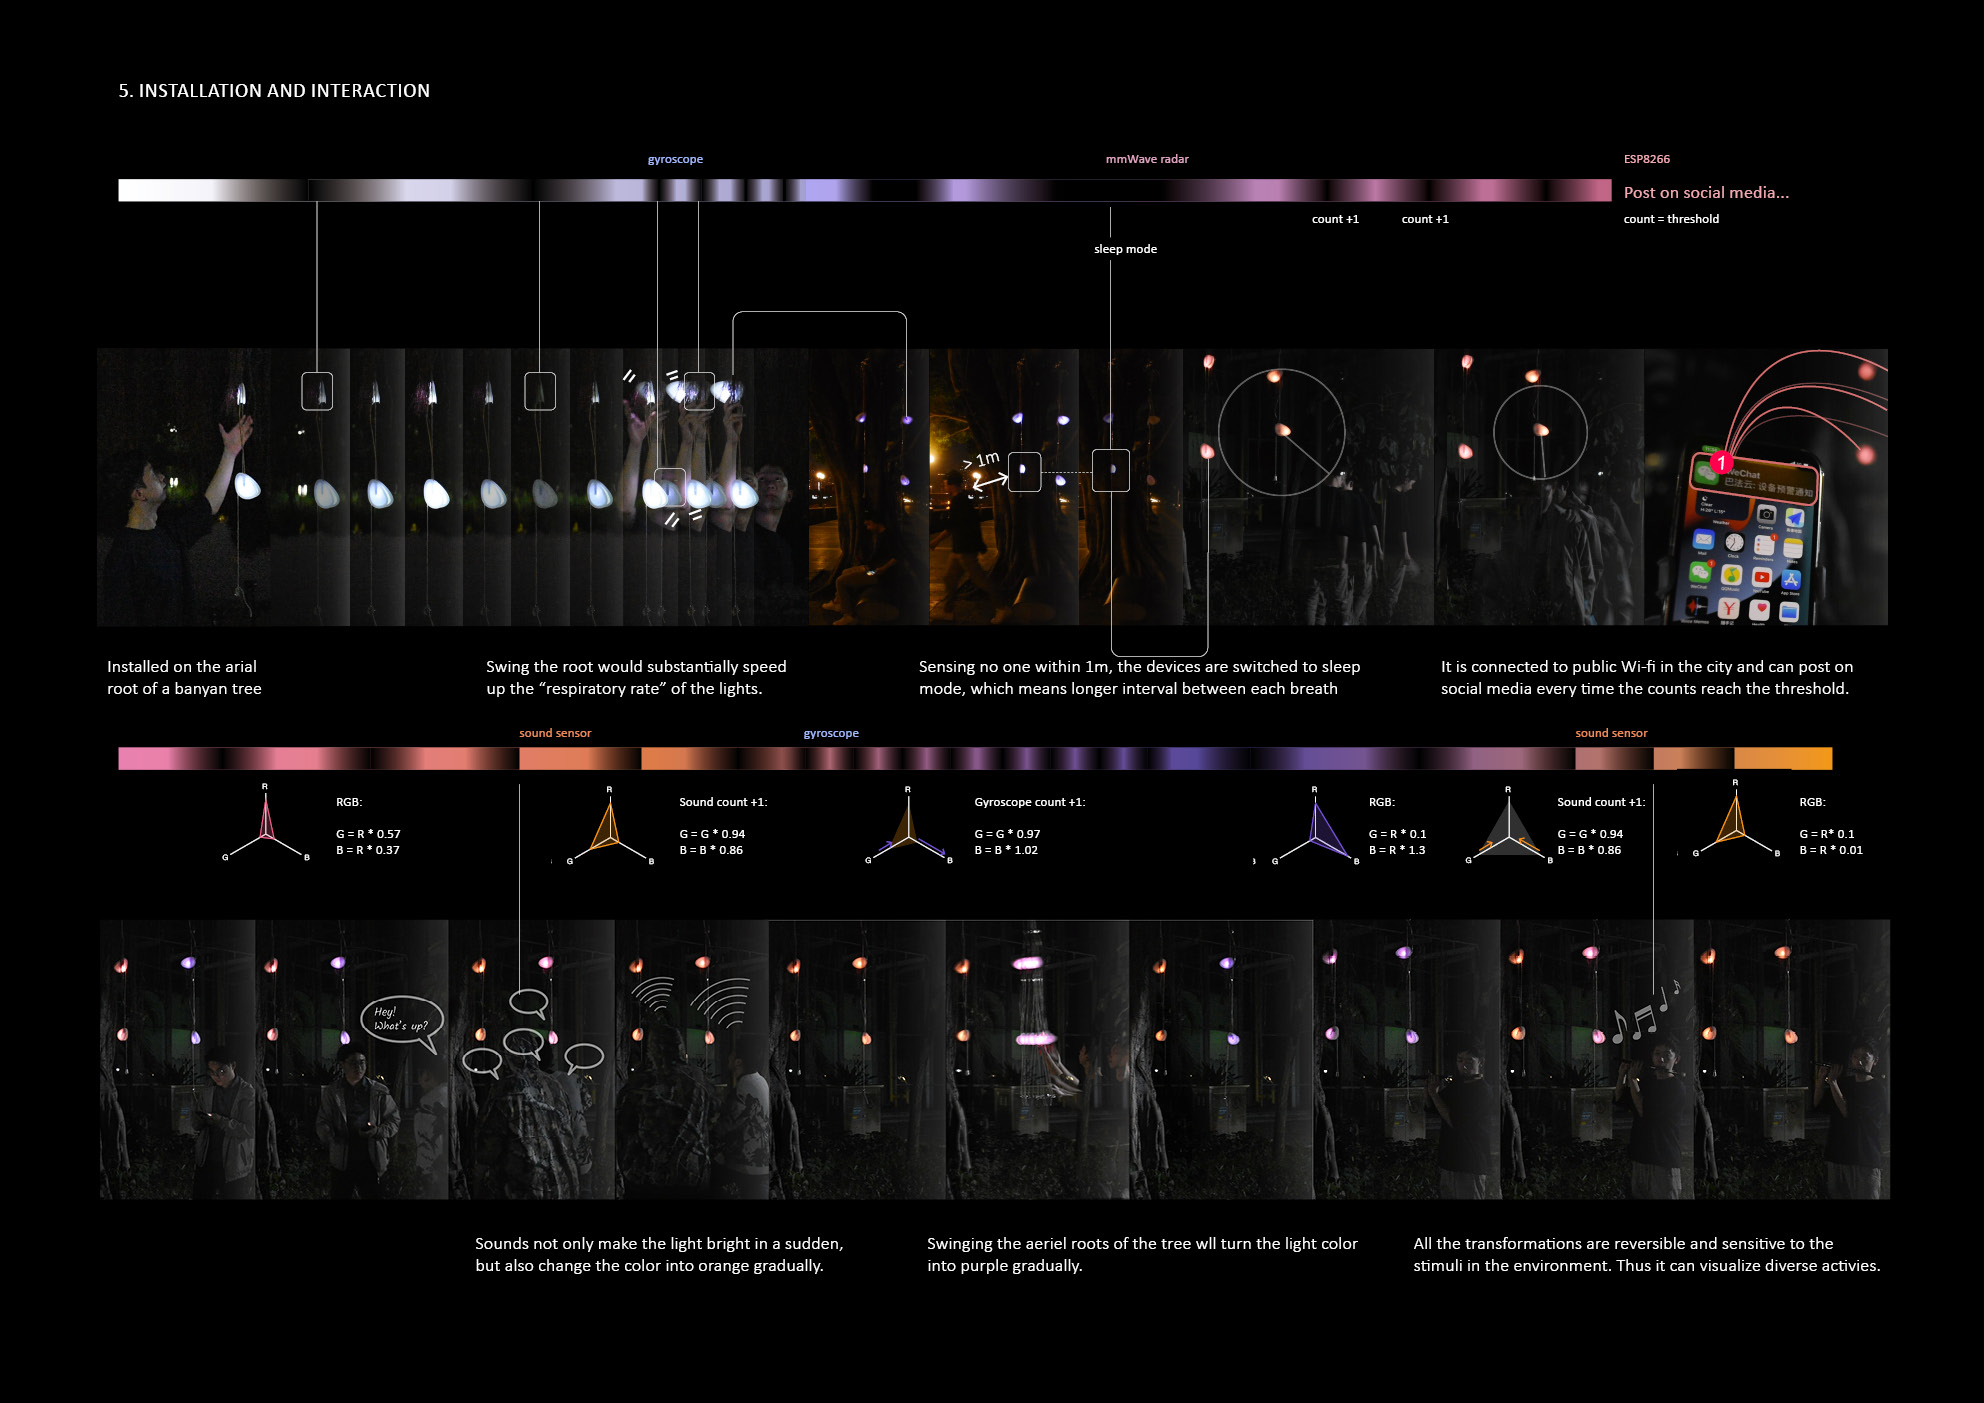 5. INSTALLATION AND INTERACTION
gyroscope
mmWave radar
ESP8266
Post on social media...
count +1
count +1
count = threshold
sleep mode
> 1m
1
WeChat
巴法云: 设备预警通知
Weather
Camera
Mail
Clock
Reminders
App Store
Installed on the arial
root of a banyan tree
Swing the root would substantially speed
up the “respiratory rate” of the lights.
Sensing no one within 1m, the devices are switched to sleep
mode, which means longer interval between each breath
It is connected to public Wi-fi in the city and can post on
social media every time the counts reach the threshold.
sound sensor
gyroscope
sound sensor
R
G
B
RGB:
G = R * 0.57
B = R * 0.37
R
G
B
Sound count +1:
G = G * 0.94
B = B * 0.86
R
G
B
Gyroscope count +1:
G = G * 0.97
B = B * 1.02
R
G
B
RGB:
G = R * 0.1
B = R * 1.3
R
G
B
Sound count +1:
G = G * 0.94
B = B * 0.86
R
G
B
RGB:
G = R* 0.1
B = R * 0.01
Hey!
What's up?
Sounds not only make the light bright in a sudden,
but also change the color into orange gradually.
Swinging the aeriel roots of the tree wll turn the light color
into purple gradually.
All the transformations are reversible and sensitive to the
stimuli in the environment. Thus it can visualize diverse activies.